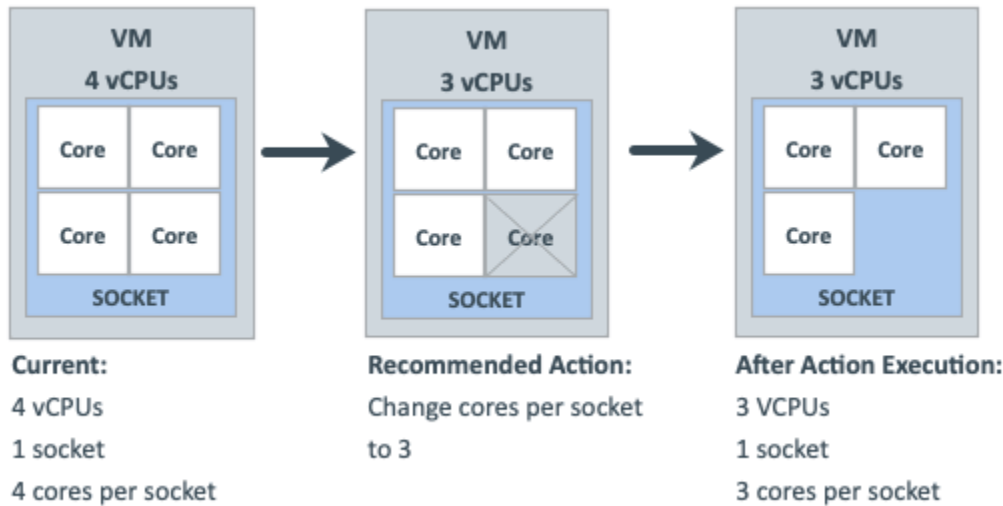 VM
4 vCPUs
Core Core
Core Core
SOCKET
Current:
4 vCPUs
1 socket
4 cores per socket
VM
3 vCPUs
Core Core
Core Core
SOCKET
Recommended Action:
Change cores per socket
to 3
VM
3 vCPUs
Core Core
Core
SOCKET
After Action Execution:
3 VCPUs
1 socket
3 cores per socket